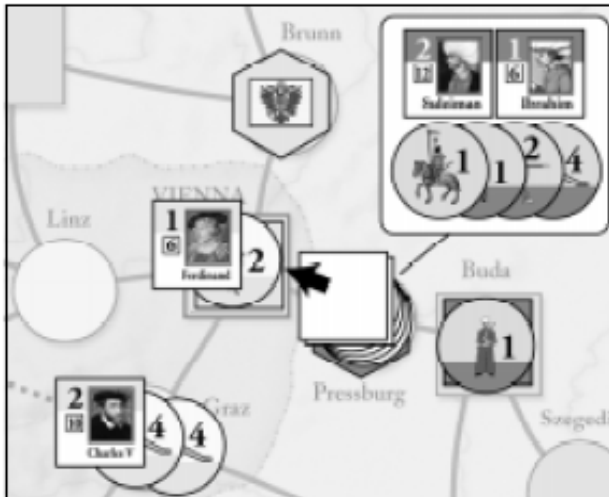 Brunn
2 1
12 6
Suleiman Ibrahim
1 1 2 4
VIENNA
Linz
1
6
Ferdinand
2
Buda
1
Pressburg
2
10
Charles V
4 4
Graz
Szeged